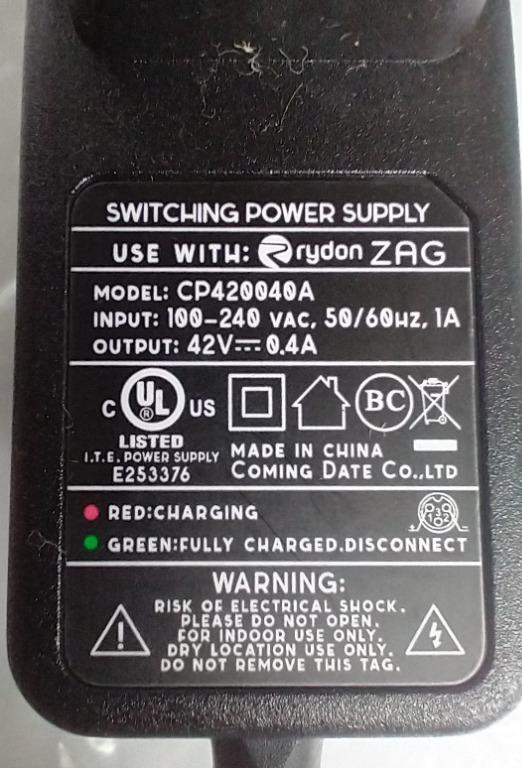 SWITCHING POWER SUPPLY
USE WITH: rydon ZAG
MODEL: CP420040A
INPUT: 100-240 VAC, 50/60HZ, 1A
OUTPUT: 42V⎓0.4A
C UL ® US BC
LISTED
I.T.E. POWER SUPPLY
E253376
MADE IN CHINA
COMING DATE CO.,LTD
RED:CHARGING
1 3 2
GREEN:FULLY CHARGED.DISCONNECT
WARNING:
RISK OF ELECTRICAL SHOCK.
PLEASE DO NOT OPEN.
FOR INDOOR USE ONLY.
DRY LOCATION USE ONLY.
DO NOT REMOVE THIS TAG.